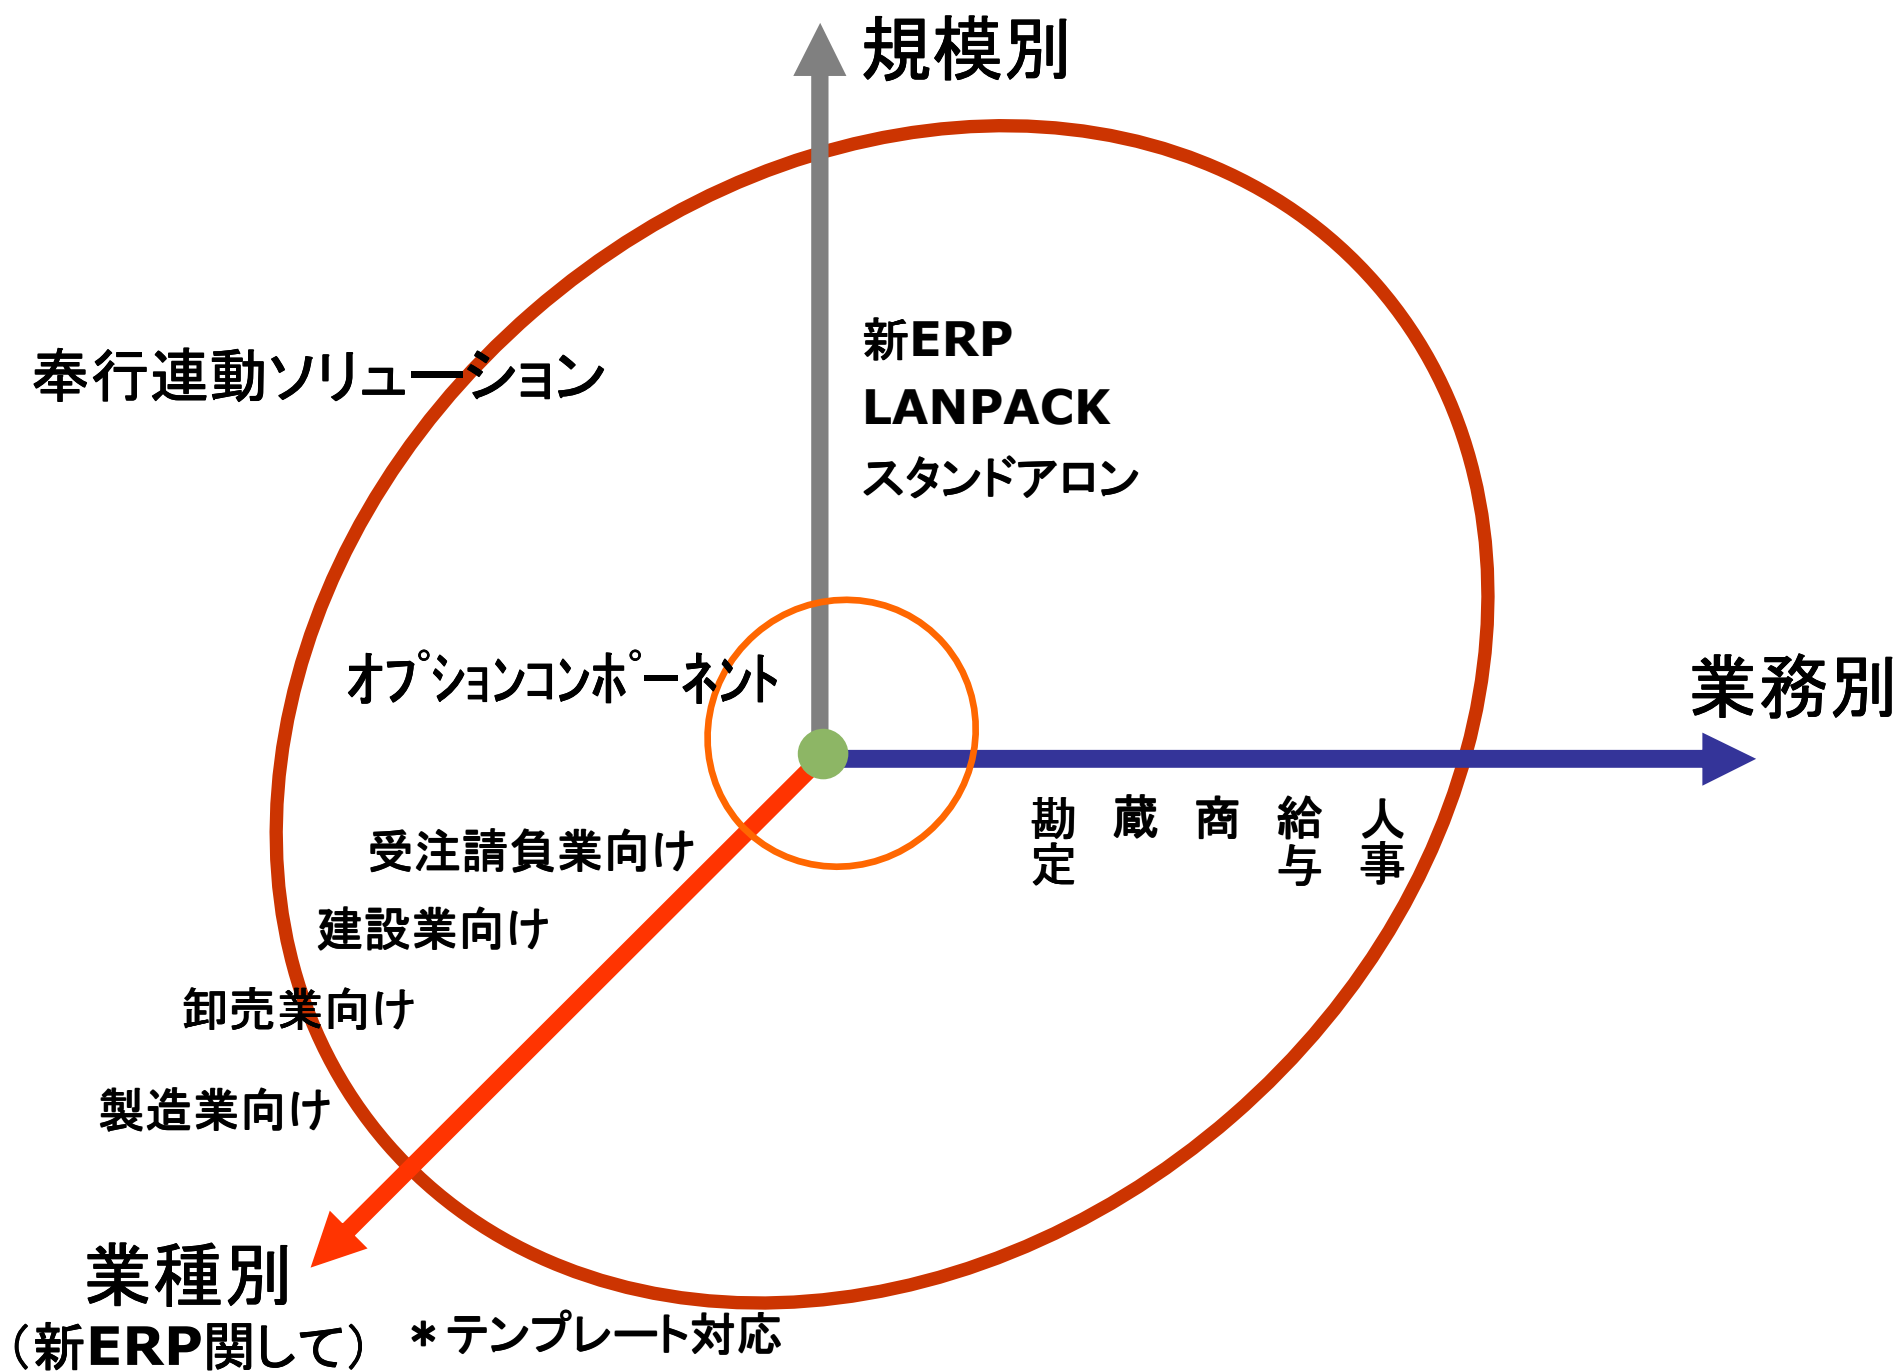 規模別
奉行連動ソリューション
新ERP
LANPACK
スタンドアロン
オプションコンポーネント
業務別
勘定
蔵
商
給与
人事
受注請負業向け
建設業向け
卸売業向け
製造業向け
業種別
（新ERP関して）
＊テンプレート対応